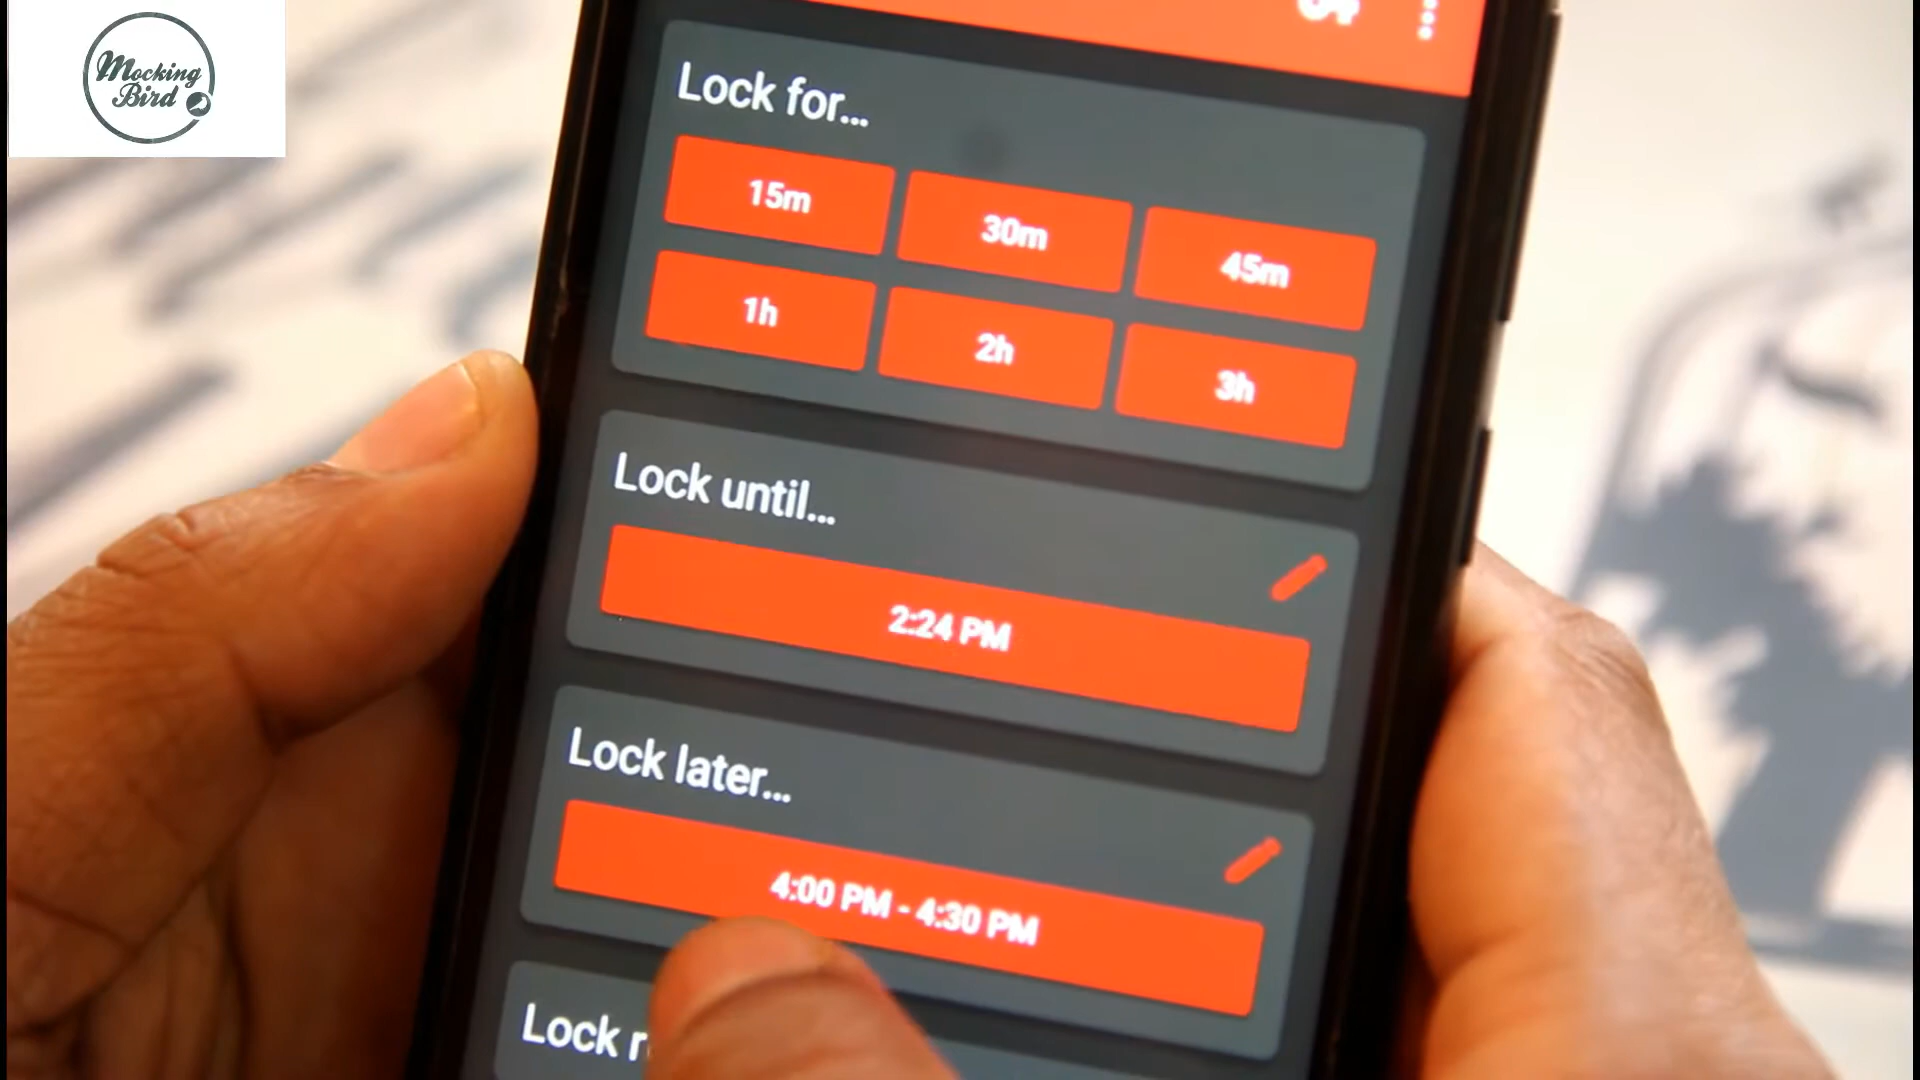 Mocking
Bird
Lock for...
15m
30m
45m
1h
2h
3h
Lock until...
2:24 PM
Lock later...
4:00 PM - 4:30 PM
Lock